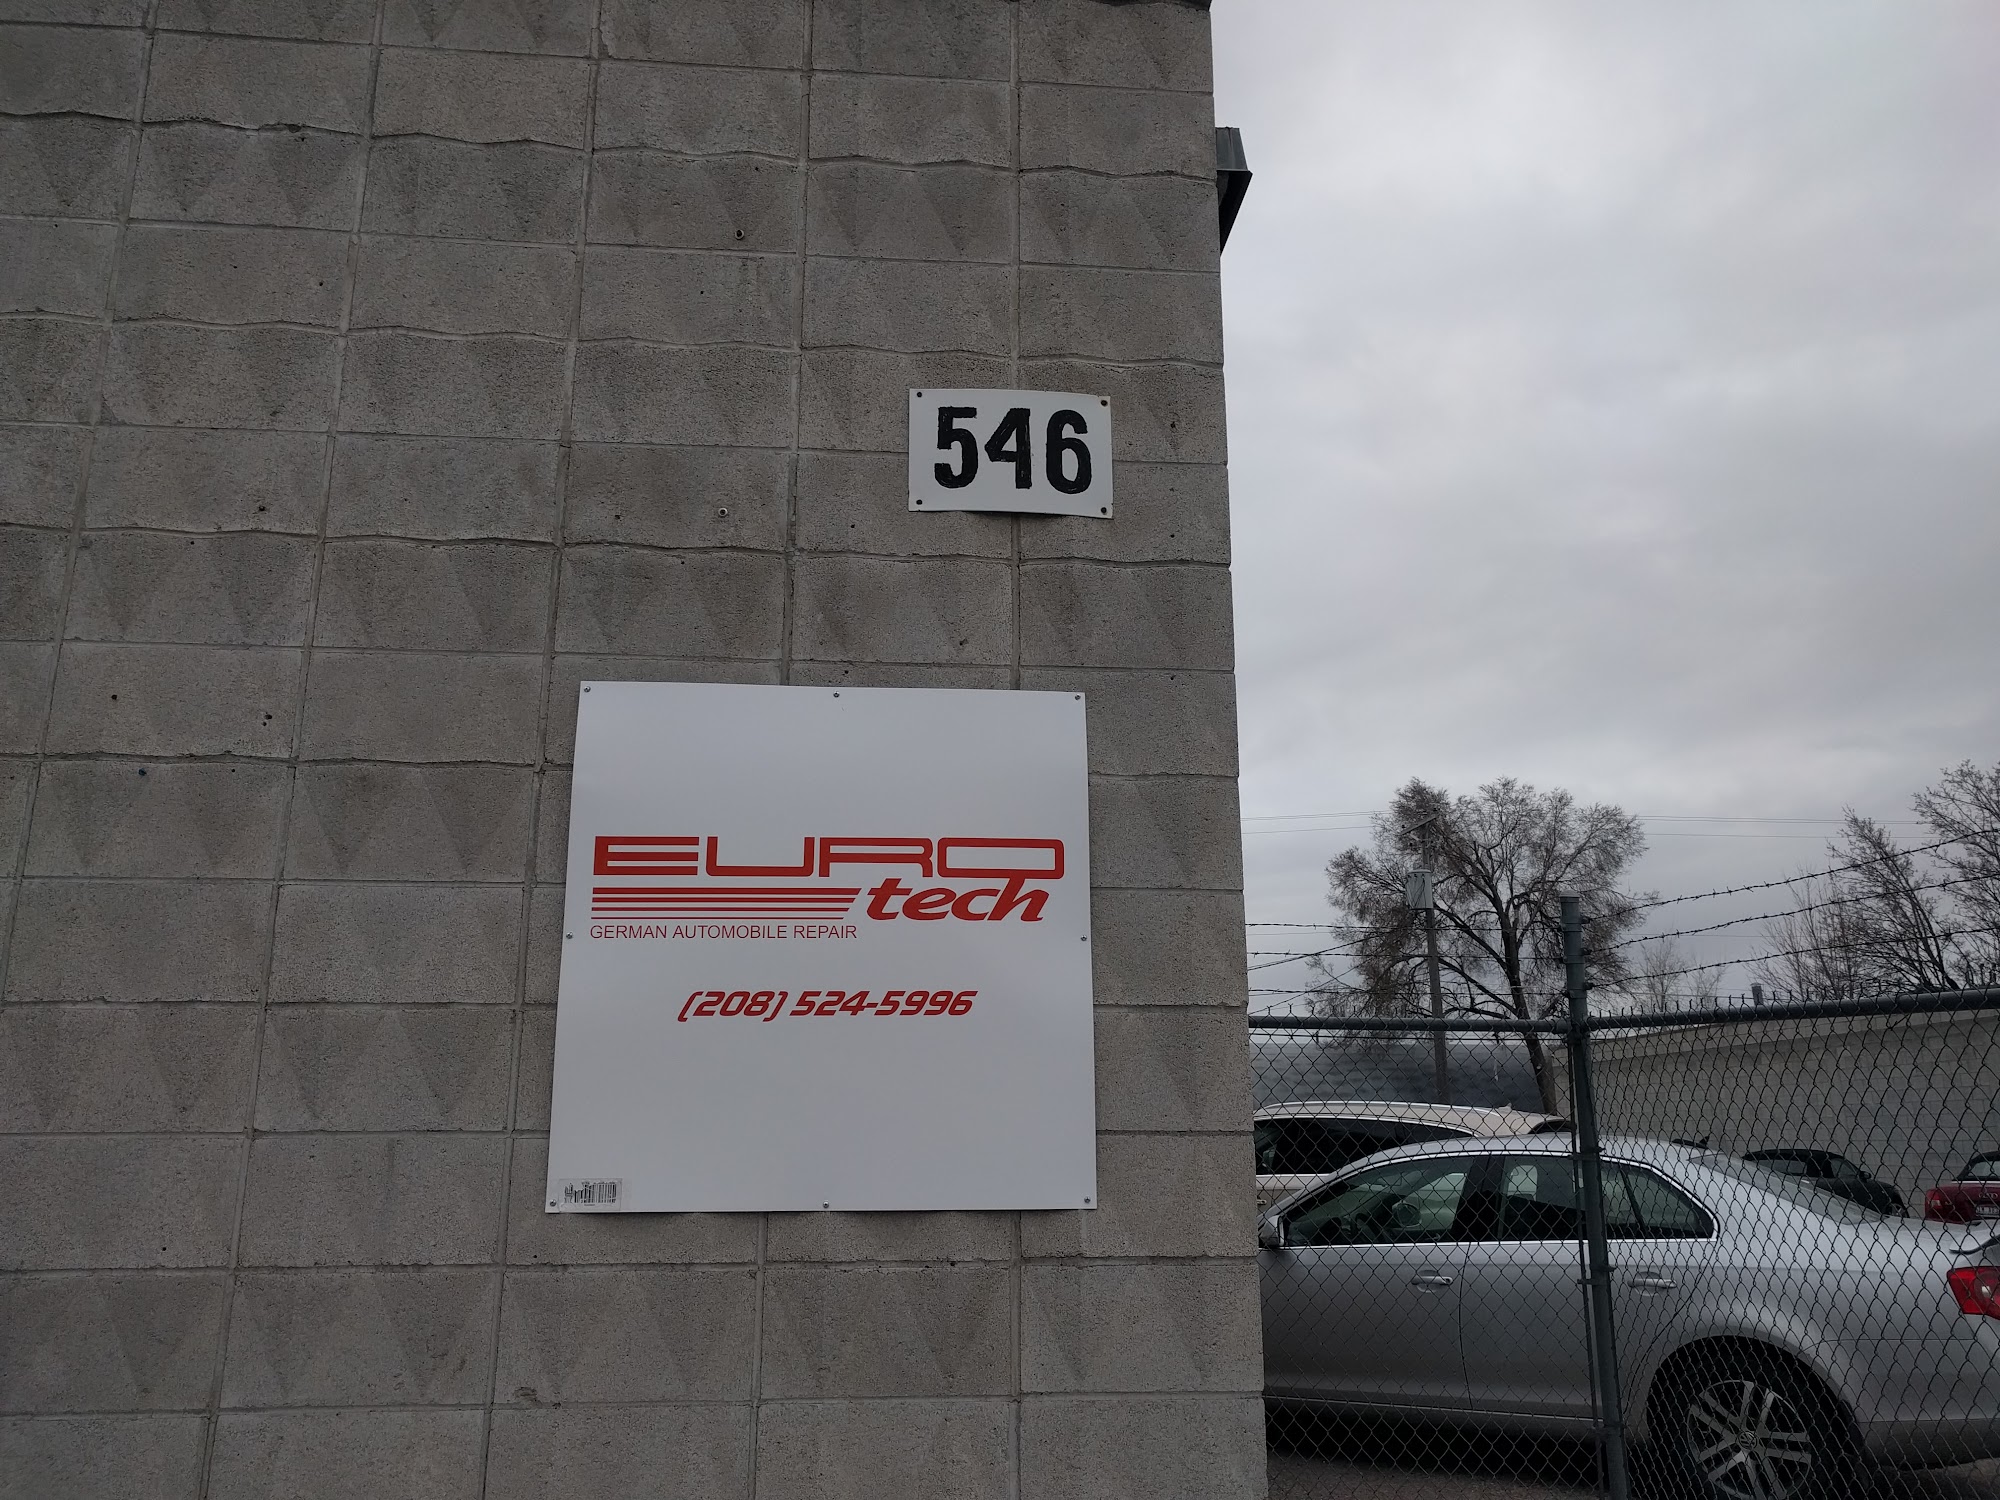 546
EURO
tech
GERMAN AUTOMOBILE REPAIR
(208) 524-5996